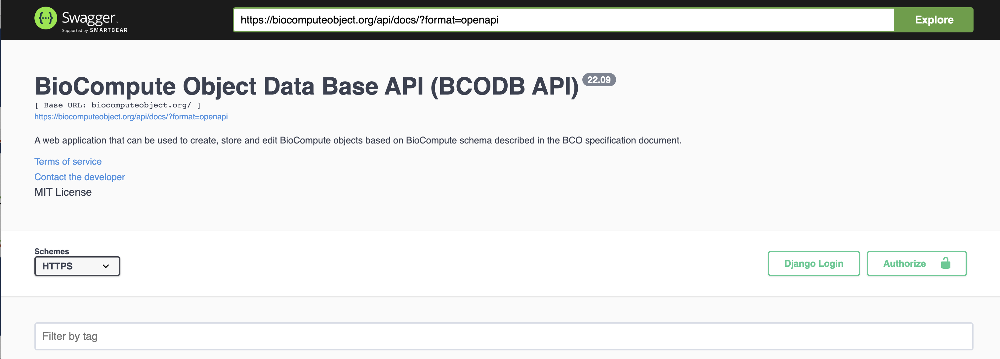 Swagger™
Supported by SMARTBEAR
https://biocomputeobject.org/api/docs/?format=openapi
Explore
BioCompute Object Data Base API (BCODB API) 22.09
[ Base URL: biocomputeobject.org/ ]
https://biocomputeobject.org/api/docs/?format=openapi
A web application that can be used to create, store and edit BioCompute objects based on BioCompute schema described in the BCO specification document.
Terms of service
Contact the developer
MIT License
Schemes
HTTPS
Django Login
Authorize
Filter by tag